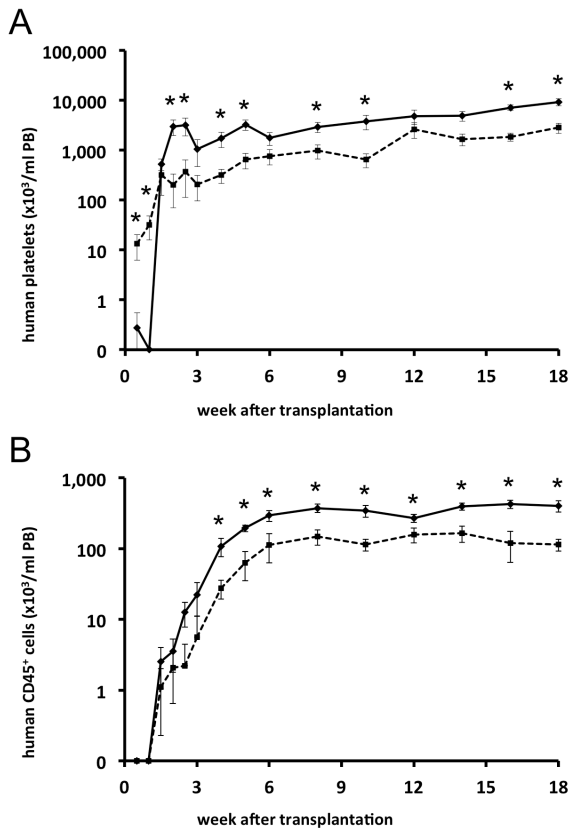 A
100,000
* *
*
*
*
*
*
*
10,000
1,000
*
*
100
10
1
0
human platelets (x10³/ml PB)
0 3 6 9 12 15 18
week after transplantation
B
1,000
* * * * * * * * *
100
10
1
0
human CD45⁺ cells (x10³/ml PB)
0 3 6 9 12 15 18
week after transplantation